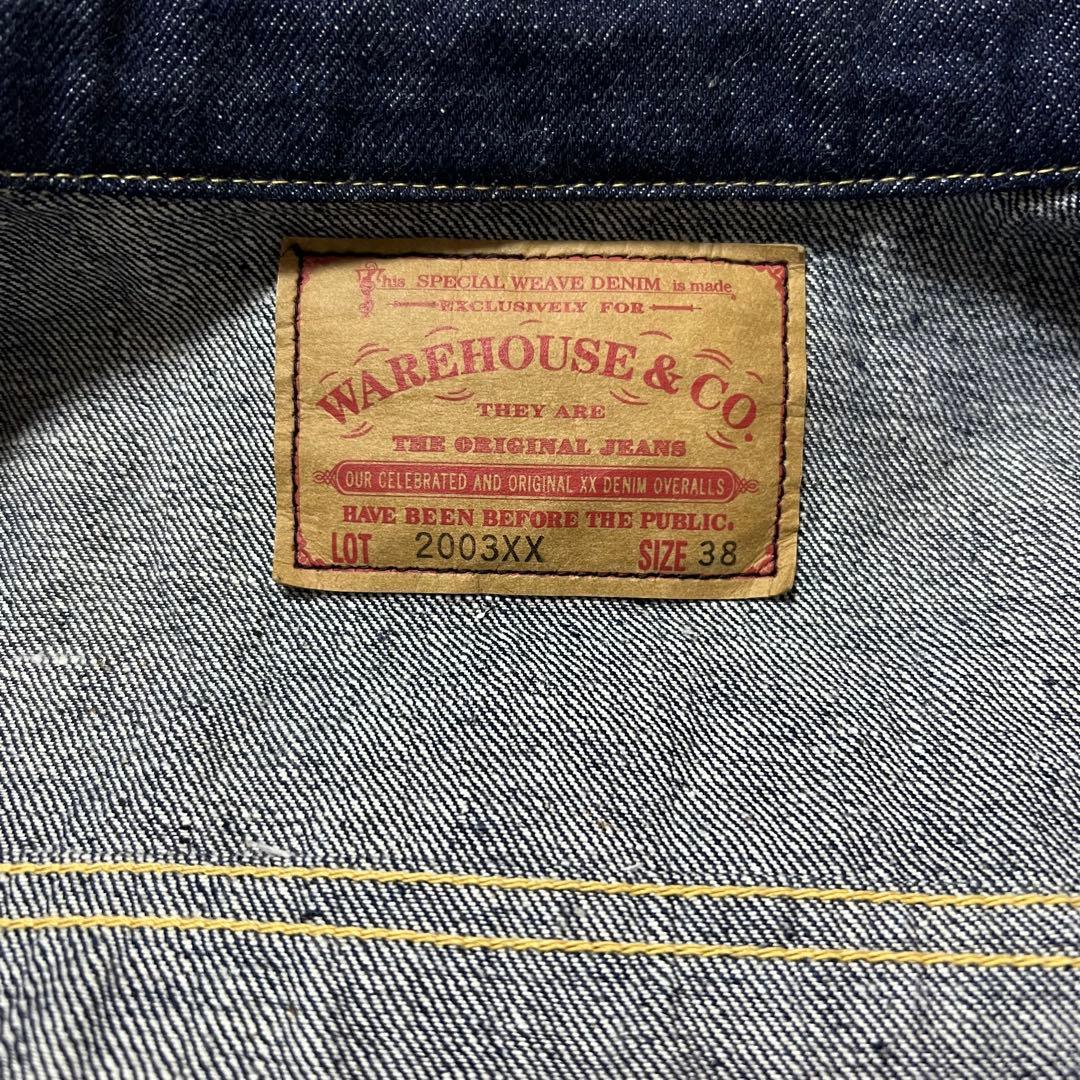 This SPECIAL WEAVE DENIM is made
EXCLUSIVELY FOR
WAREHOUSE & CO.
THEY ARE
THE ORIGINAL JEANS
OUR CELEBRATED AND ORIGINAL XX DENIM OVERALLS
HAVE BEEN BEFORE THE PUBLIC.
LOT 2003XX SIZE 38